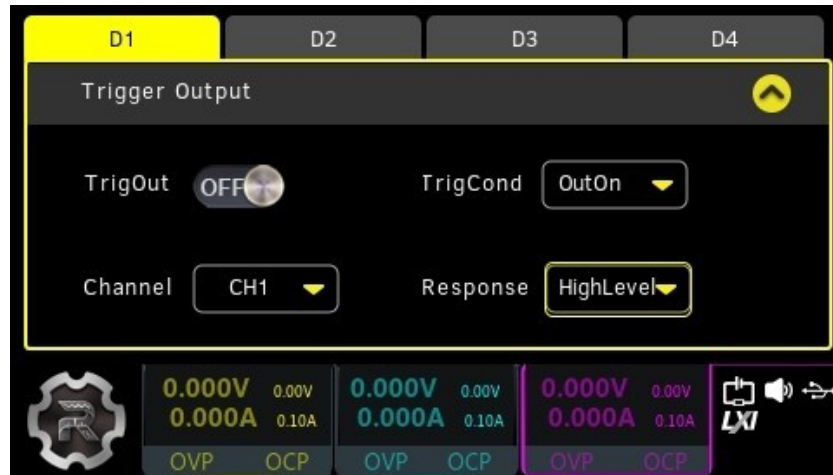 D1 D2 D3 D4
Trigger Output
TrigOut OFF TrigCond OutOn
Channel CH1 Response HighLevel
0.000V 0.00V 0.000V 0.00V 0.000V 0.00V
0.000A 0.10A 0.000A 0.10A 0.000A 0.10A
LXI
OVP OCP OVP OCP OVP OCP